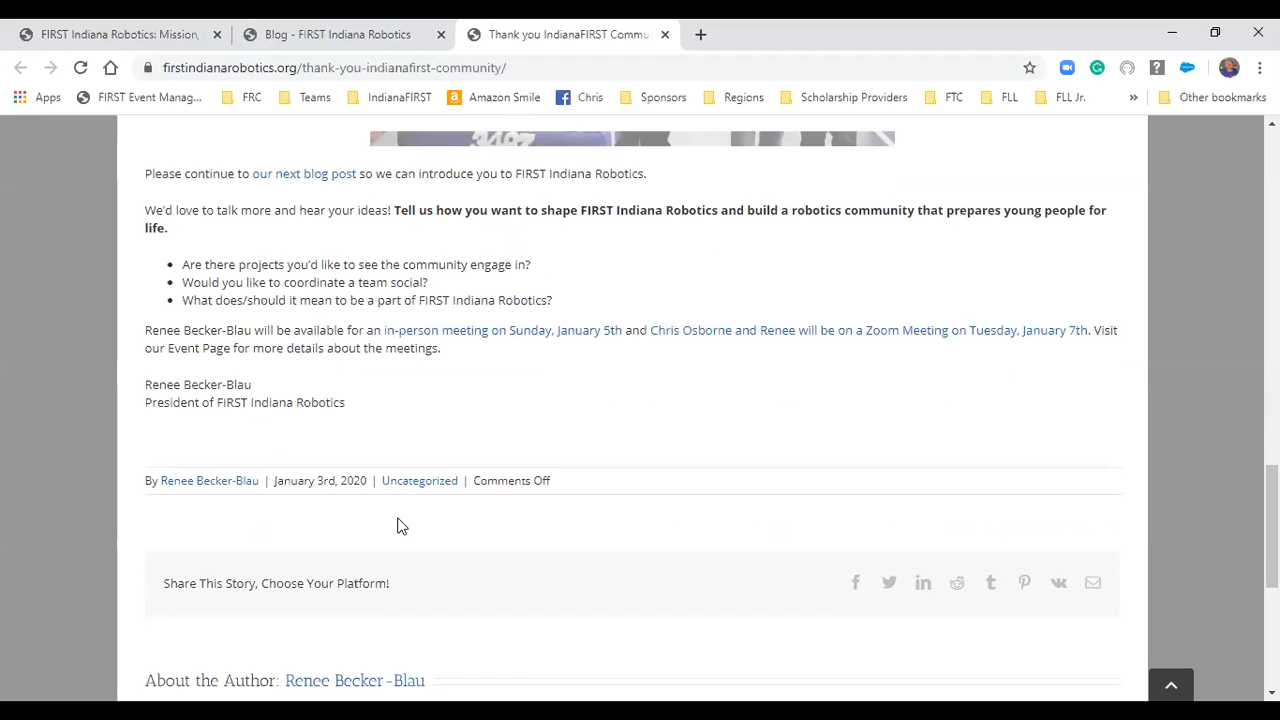 FIRST Indiana Robotics: Mission,
Blog - FIRST Indiana Robotics
Thank you IndianaFIRST Commu
firstindianarobotics.org/thank-you-indianafirst-community/
Apps
FIRST Event Manag...
FRC
Teams
IndianaFIRST
Amazon Smile
Chris
Sponsors
Regions
Scholarship Providers
FTC
FLL
FLL Jr.
Other bookmarks
3487
Please continue to our next blog post so we can introduce you to FIRST Indiana Robotics.
We'd love to talk more and hear your ideas! Tell us how you want to shape FIRST Indiana Robotics and build a robotics community that prepares young people for
life.
Are there projects you'd like to see the community engage in?
Would you like to coordinate a team social?
What does/should it mean to be a part of FIRST Indiana Robotics?
Renee Becker-Blau will be available for an in-person meeting on Sunday, January 5th and Chris Osborne and Renee will be on a Zoom Meeting on Tuesday, January 7th. Visit
our Event Page for more details about the meetings.
Renee Becker-Blau
President of FIRST Indiana Robotics
By Renee Becker-Blau | January 3rd, 2020 | Uncategorized | Comments Off
Share This Story, Choose Your Platform!
About the Author: Renee Becker-Blau